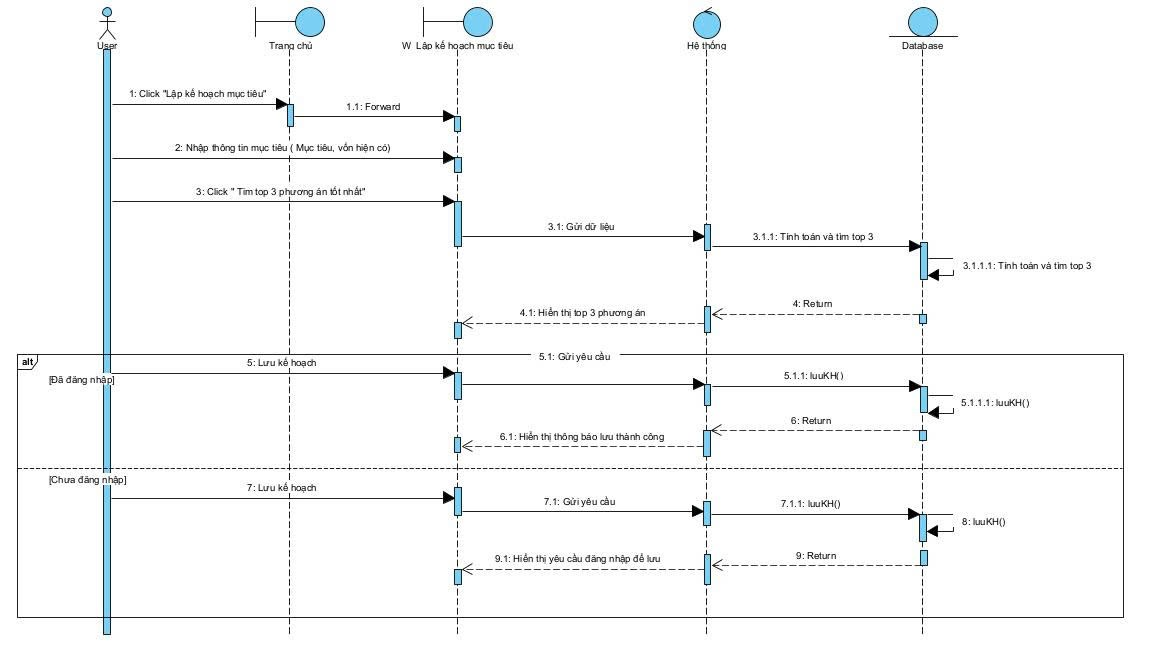 User
Trang chủ
W Lập kế hoạch mục tiêu
Hệ thống
Database
1: Click "Lập kế hoạch mục tiêu"
1.1: Forward
2: Nhập thông tin mục tiêu ( Mục tiêu, vốn hiện có)
3: Click " Tìm top 3 phương án tốt nhất"
3.1: Gửi dữ liệu
3.1.1: Tính toán và tìm top 3
3.1.1.1: Tính toán và tìm top 3
4: Return
4.1: Hiển thị top 3 phương án
alt
5.1: Gửi yêu cầu
5: Lưu kế hoạch
[Đã đăng nhập]
5.1.1: luuKH()
5.1.1.1: luuKH()
6: Return
6.1: Hiển thị thông báo lưu thành công
[Chưa đăng nhập]
7: Lưu kế hoạch
7.1: Gửi yêu cầu
7.1.1: luuKH()
8: luuKH()
9: Return
9.1: Hiển thị yêu cầu đăng nhập để lưu